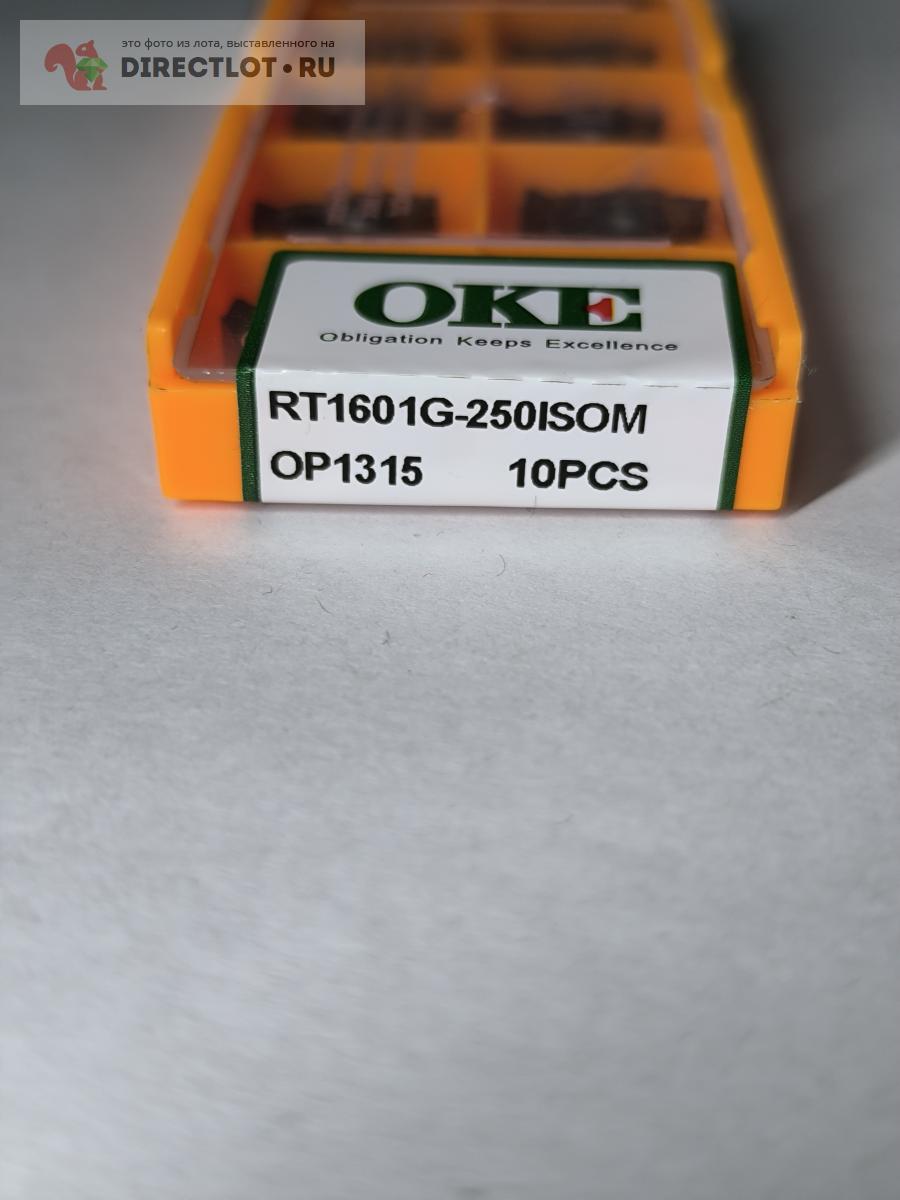 это фото из лота, выставленного на
DIRECTLOT•RU
OKE
Obligation Keeps Excellence
RT1601G-250ISOM
OP1315 10PCS